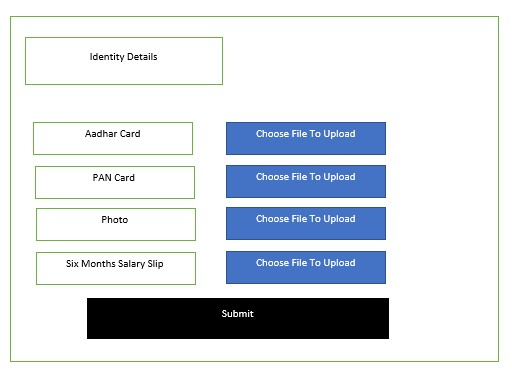 Identity Details
Aadhar Card
Choose File To Upload
PAN Card
Choose File To Upload
Photo
Choose File To Upload
Six Months Salary Slip
Choose File To Upload
Submit